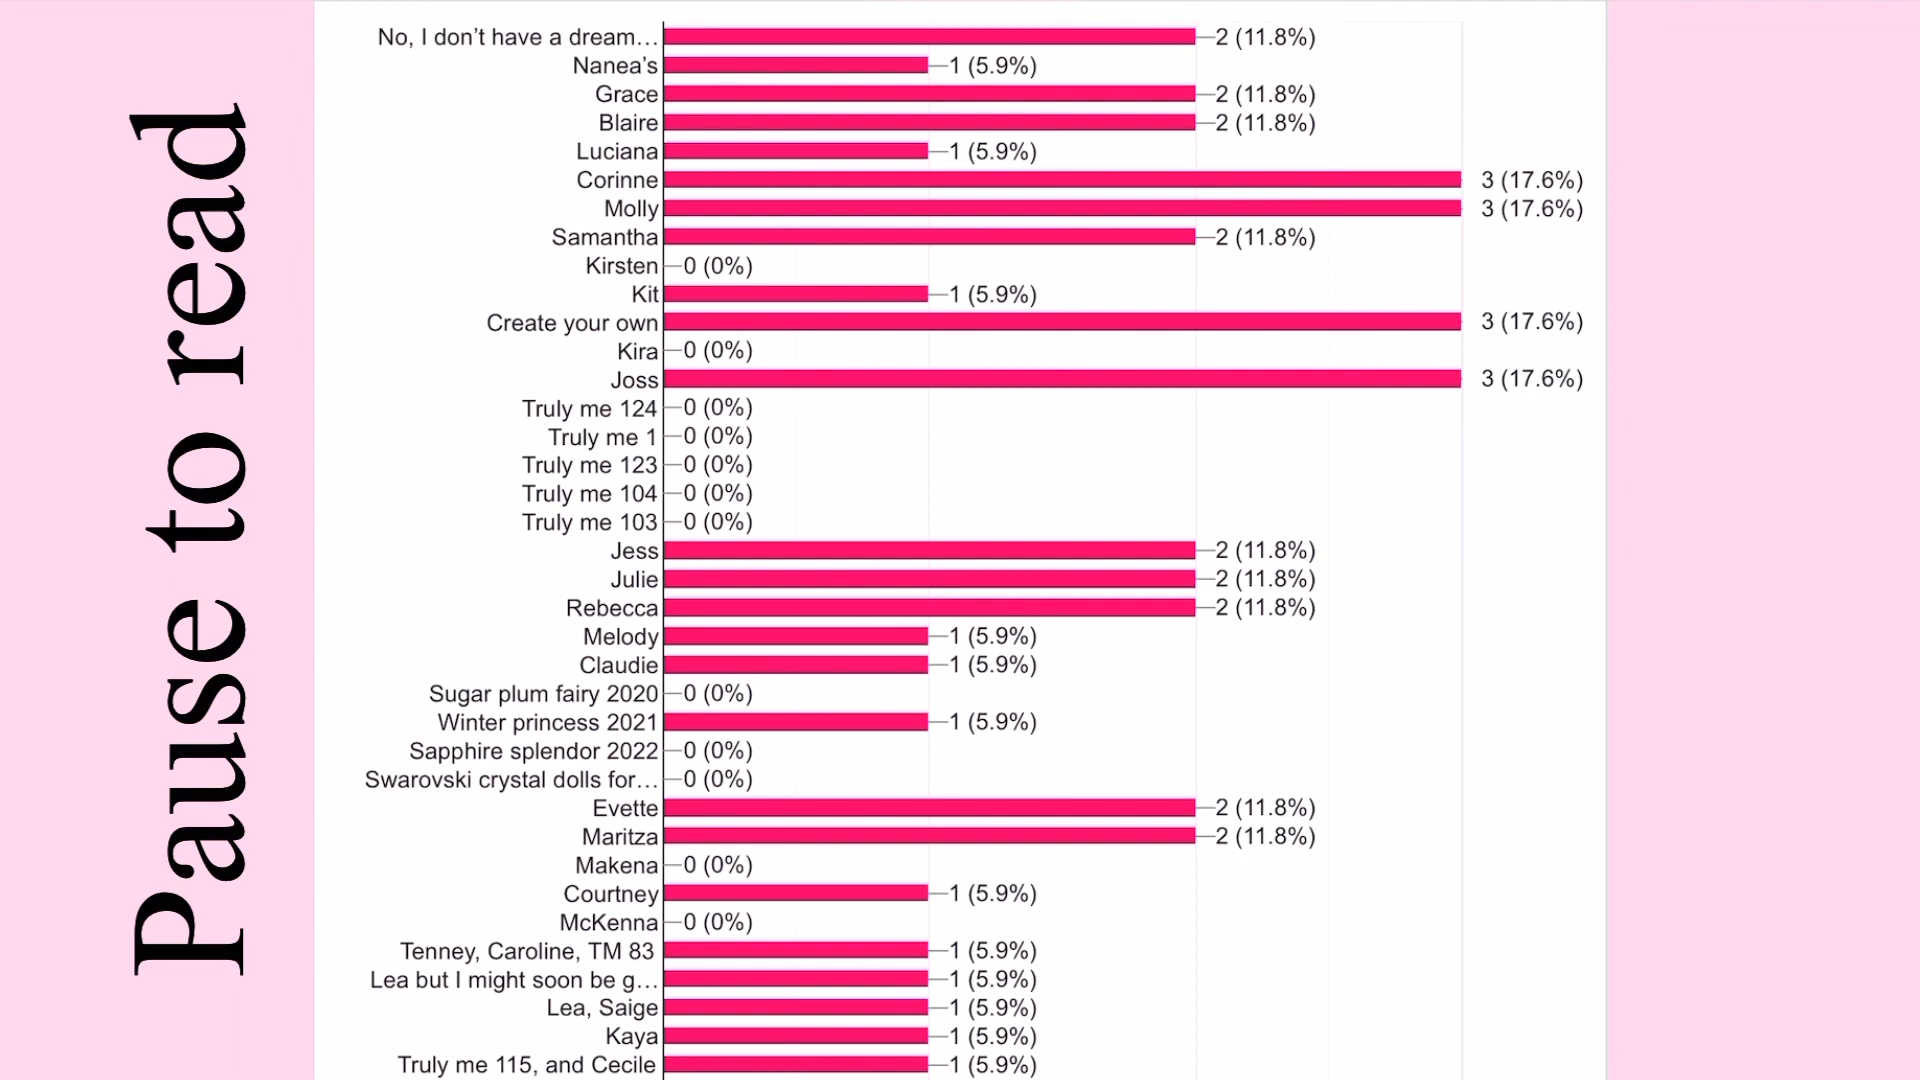 Pause to read
No, I don't have a dream… 2 (11.8%)
Nanea's 1 (5.9%)
Grace 2 (11.8%)
Blaire 2 (11.8%)
Luciana 1 (5.9%)
Corinne 3 (17.6%)
Molly 3 (17.6%)
Samantha 2 (11.8%)
Kirsten 0 (0%)
Kit 1 (5.9%)
Create your own 3 (17.6%)
Kira 0 (0%)
Joss 3 (17.6%)
Truly me 124 0 (0%)
Truly me 1 0 (0%)
Truly me 123 0 (0%)
Truly me 104 0 (0%)
Truly me 103 0 (0%)
Jess 2 (11.8%)
Julie 2 (11.8%)
Rebecca 2 (11.8%)
Melody 1 (5.9%)
Claudie 1 (5.9%)
Sugar plum fairy 2020 0 (0%)
Winter princess 2021 1 (5.9%)
Sapphire splendor 2022 0 (0%)
Swarovski crystal dolls for… 0 (0%)
Evette 2 (11.8%)
Maritza 2 (11.8%)
Makena 0 (0%)
Courtney 1 (5.9%)
McKenna 0 (0%)
Tenney, Caroline, TM 83 1 (5.9%)
Lea but I might soon be g… 1 (5.9%)
Lea, Saige 1 (5.9%)
Kaya 1 (5.9%)
Truly me 115, and Cecile 1 (5.9%)